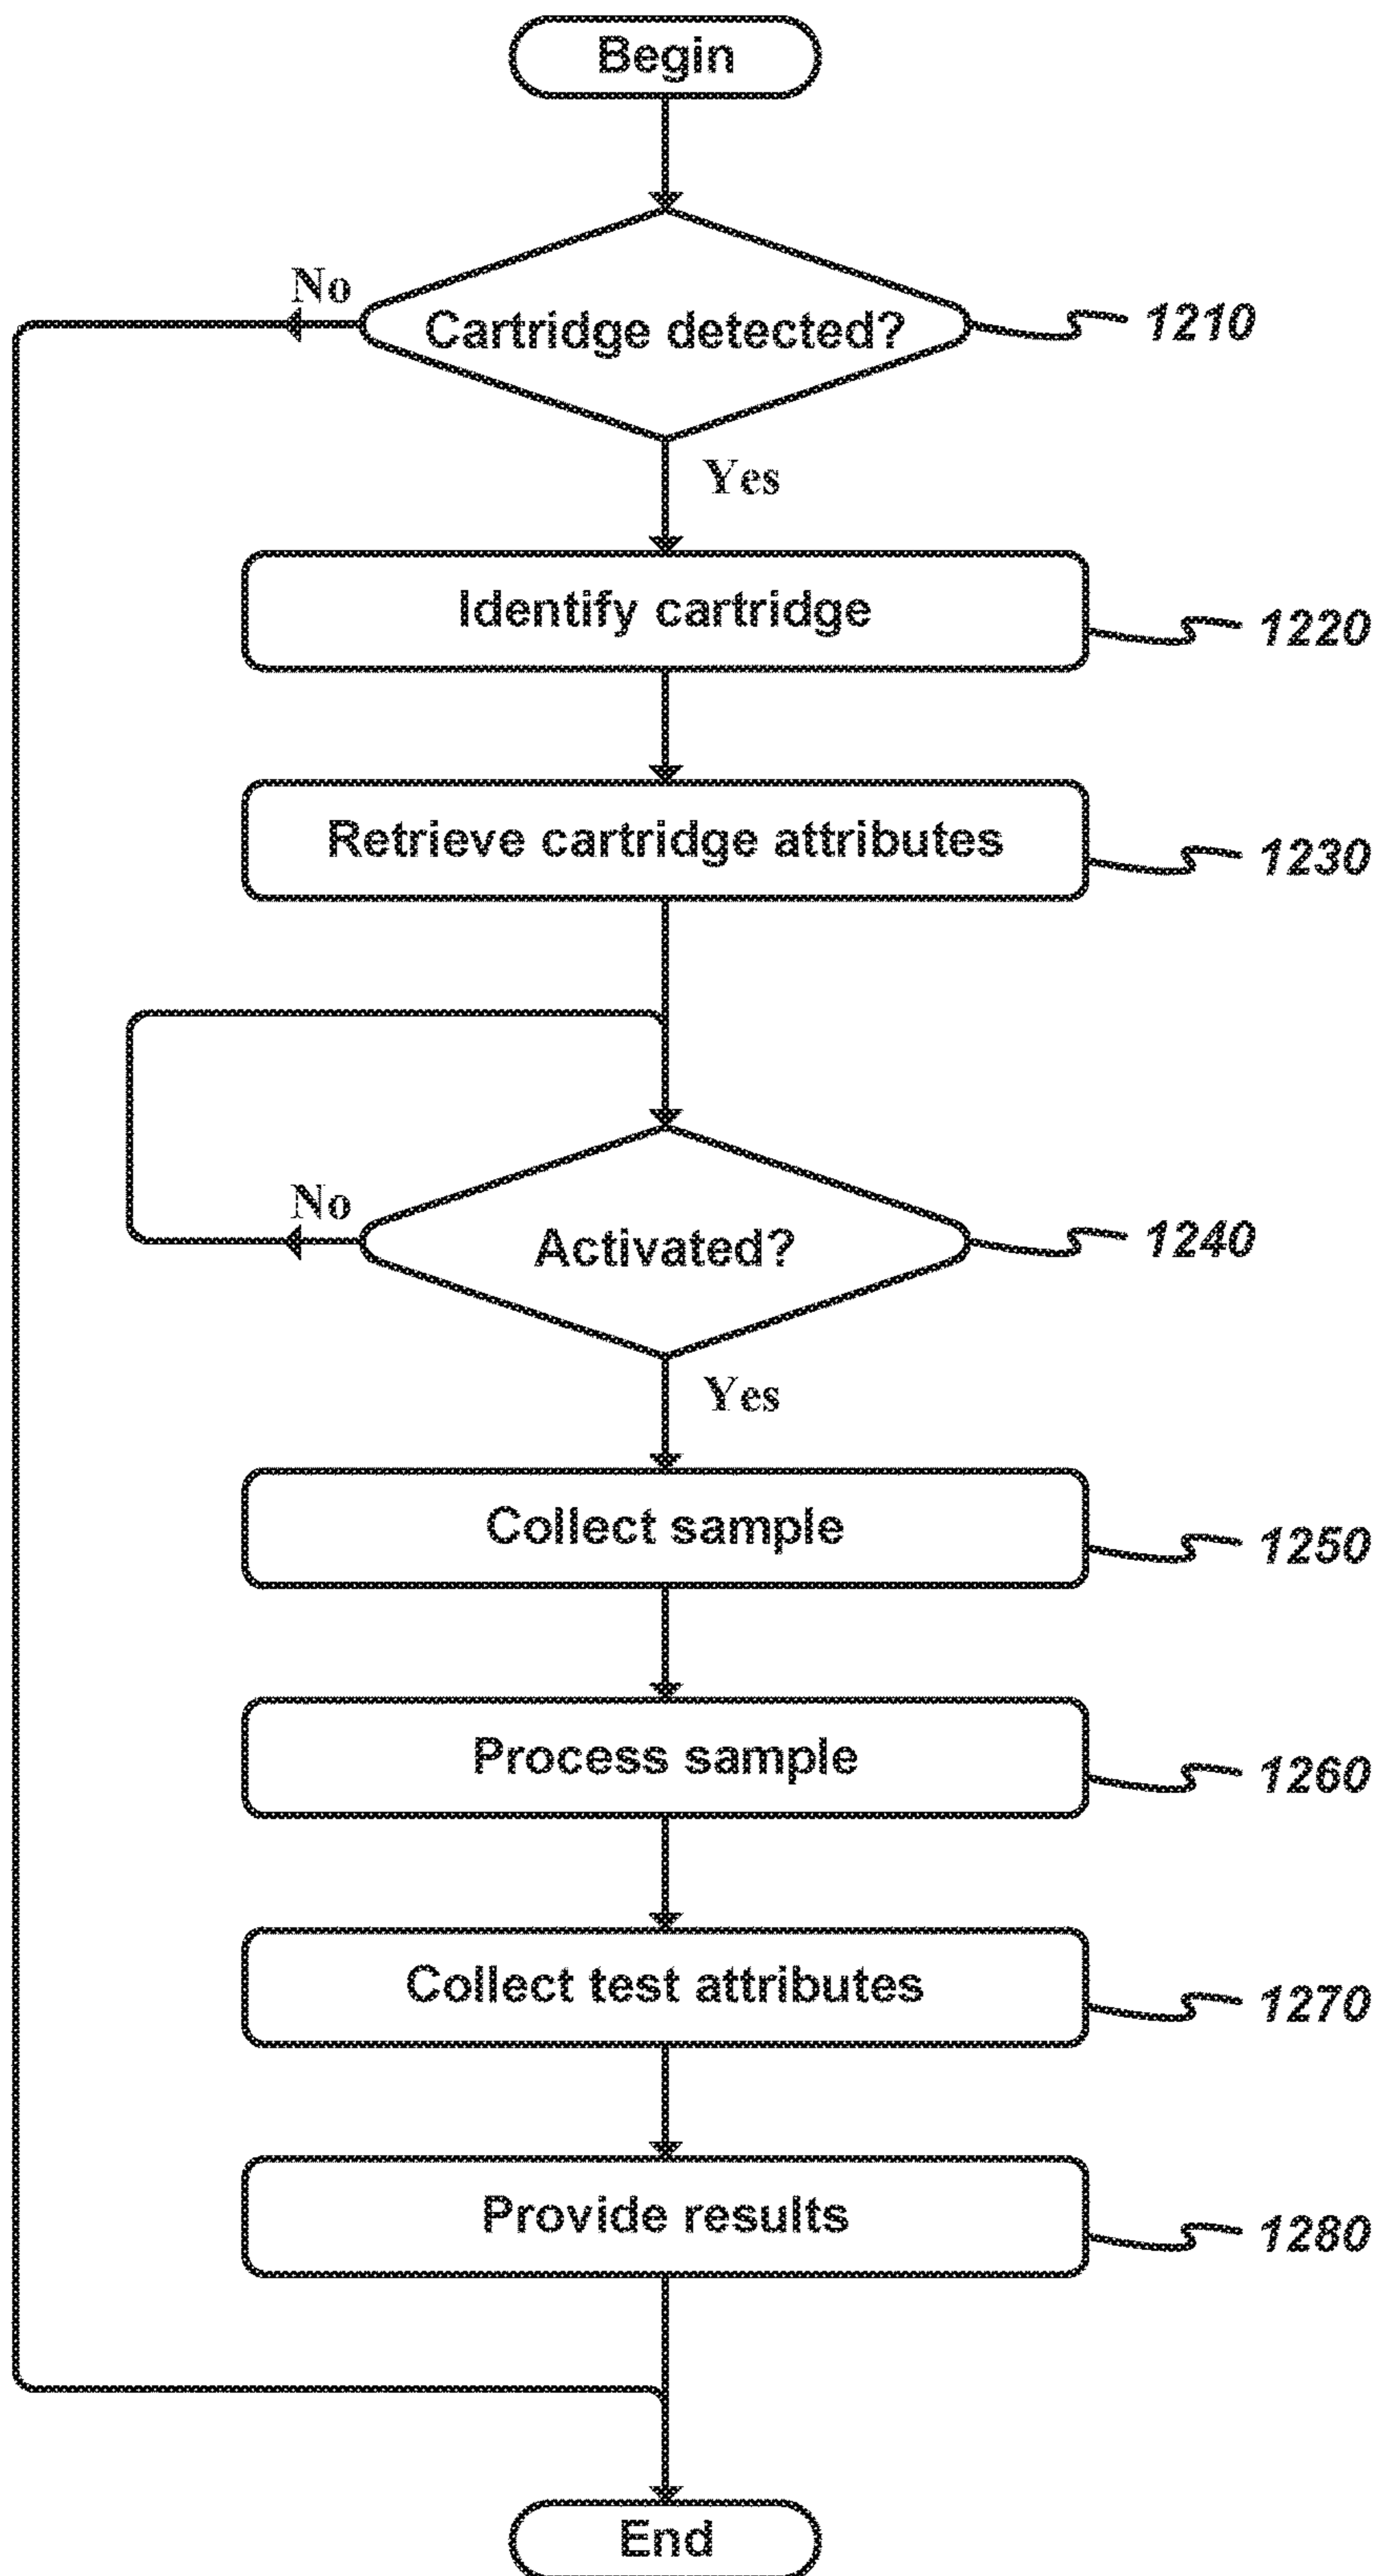 Begin
No
Cartridge detected?
1210
Yes
Identify cartridge
1220
Retrieve cartridge attributes
1230
No
Activated?
1240
Yes
Collect sample
1250
Process sample
1260
Collect test attributes
1270
Provide results
1280
End